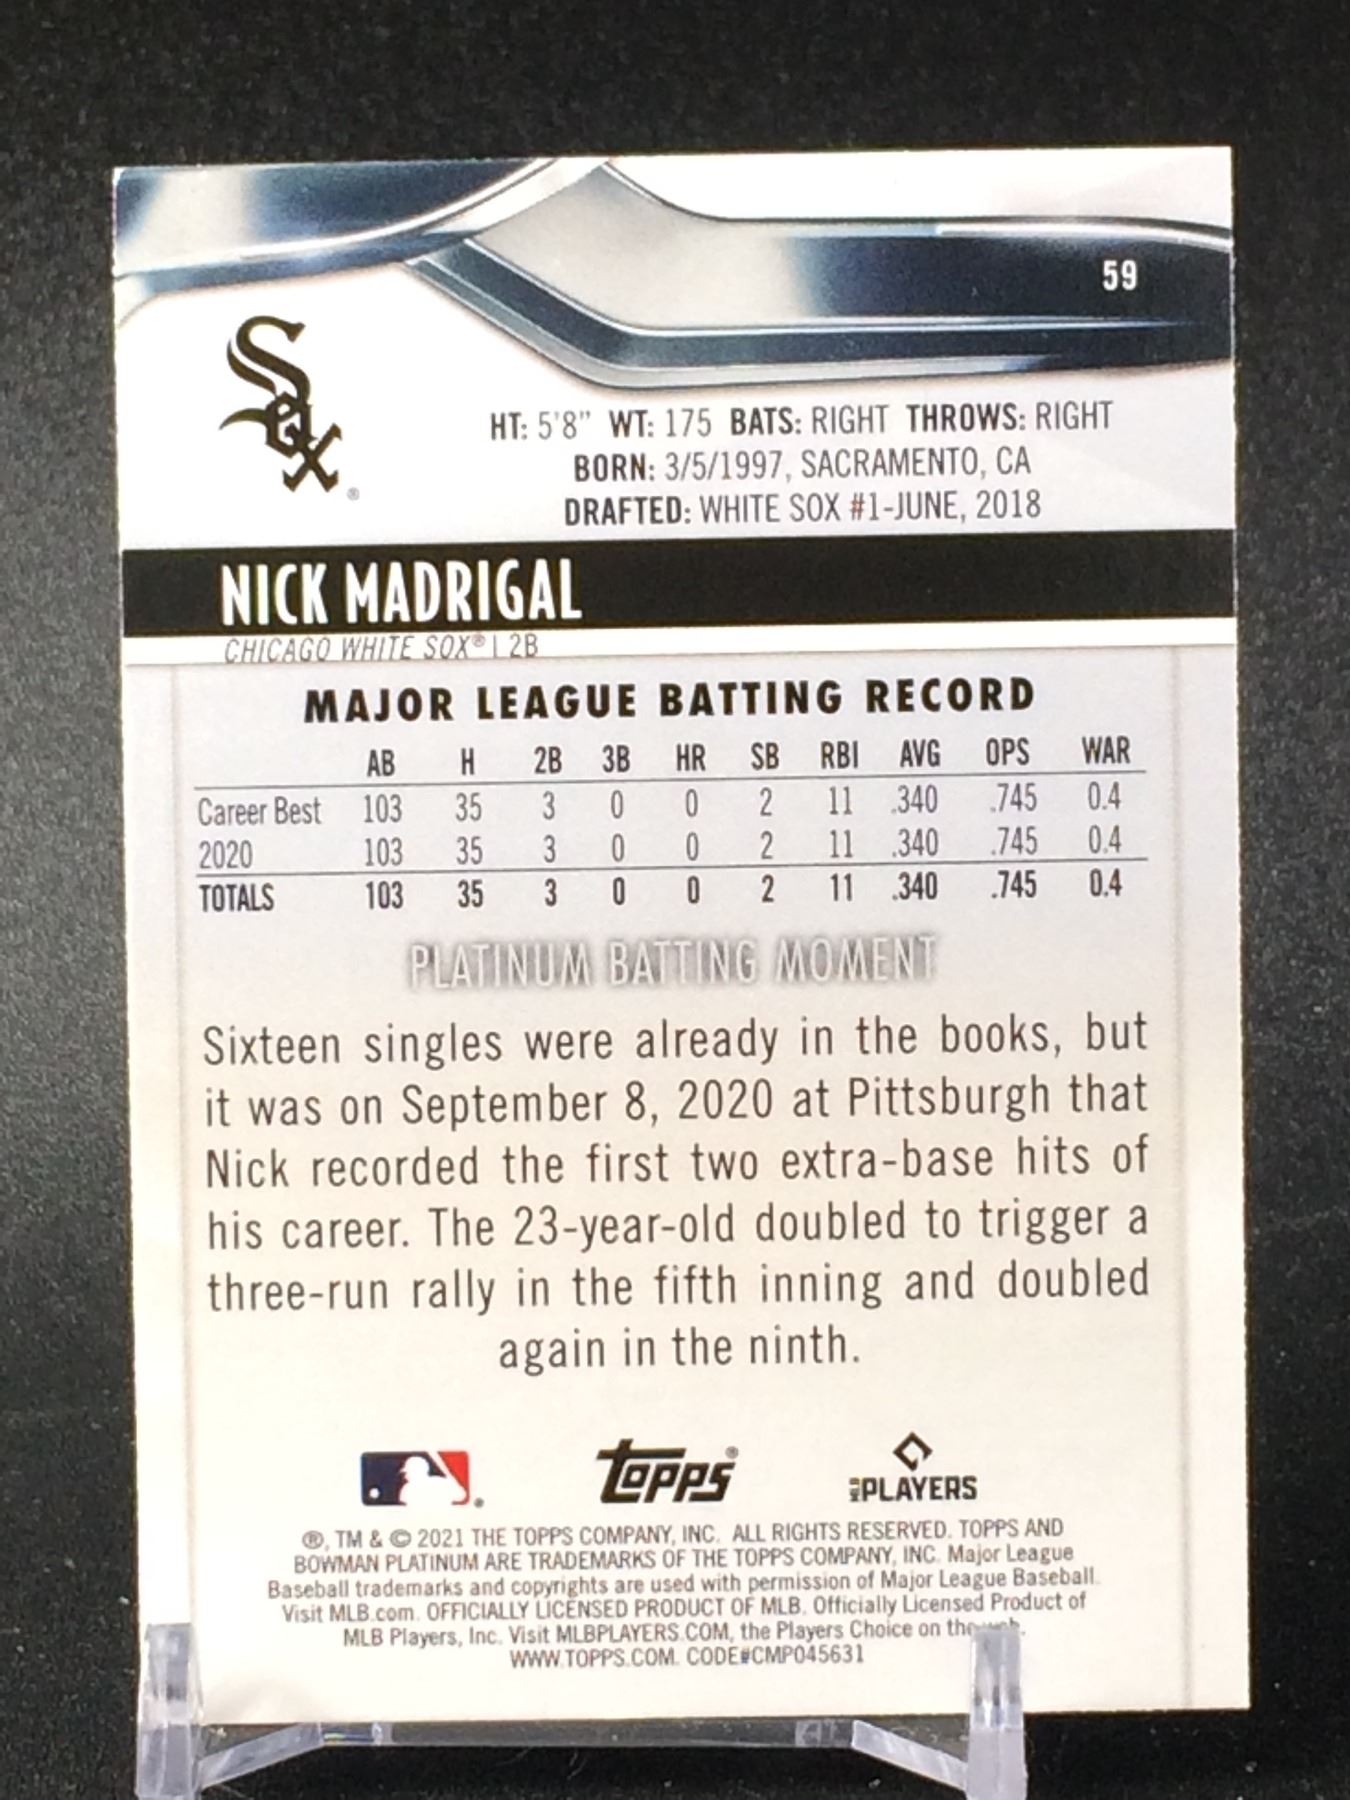 59
Sox ®
HT: 5'8" WT: 175 BATS: RIGHT THROWS: RIGHT
BORN: 3/5/1997, SACRAMENTO, CA
DRAFTED: WHITE SOX #1-JUNE, 2018
NICK MADRIGAL
CHICAGO WHITE SOX® | 2B
MAJOR LEAGUE BATTING RECORD
AB H 2B 3B HR SB RBI AVG OPS WAR
Career Best 103 35 3 0 0 2 11 .340 .745 0.4
2020 103 35 3 0 0 2 11 .340 .745 0.4
TOTALS 103 35 3 0 0 2 11 .340 .745 0.4
PLATINUM BATTING MOMENT
Sixteen singles were already in the books, but
it was on September 8, 2020 at Pittsburgh that
Nick recorded the first two extra-base hits of
his career. The 23-year-old doubled to trigger a
three-run rally in the fifth inning and doubled
again in the ninth.
topps® PLAYERS
®, TM & © 2021 THE TOPPS COMPANY, INC. ALL RIGHTS RESERVED. TOPPS AND
BOWMAN PLATINUM ARE TRADEMARKS OF THE TOPPS COMPANY, INC. Major League
Baseball trademarks and copyrights are used with permission of Major League Baseball.
Visit MLB.com. OFFICIALLY LICENSED PRODUCT OF MLB. Officially Licensed Product of
MLB Players, Inc. Visit MLBPLAYERS.COM, the Players Choice on the web.
WWW.TOPPS.COM. CODE#CMP045631